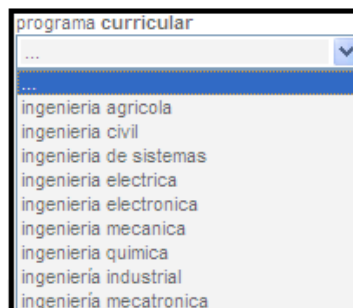 programa curricular
...
...
ingenieria agricola
ingenieria civil
ingenieria de sistemas
ingenieria electrica
ingenieria electronica
ingenieria mecanica
ingenieria quimica
ingeniería industrial
ingeniería mecatronica